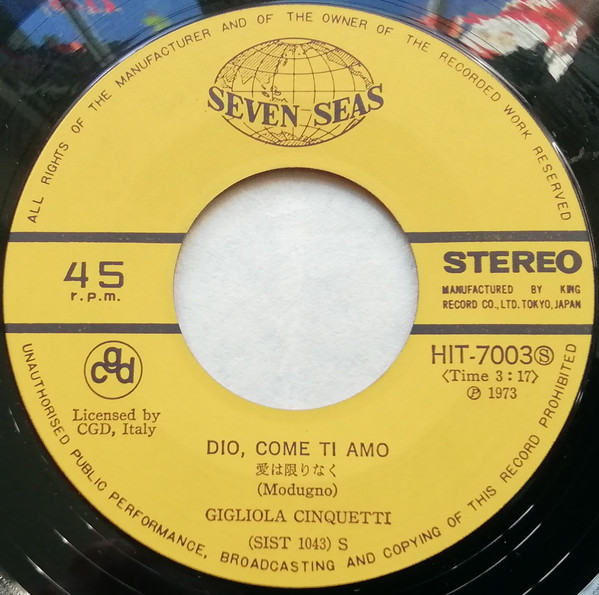 ALL RIGHTS OF THE MANUFACTURER AND OF THE OWNER OF THE RECORDED WORK RESERVED
SEVEN SEAS
45
r.p.m.
STEREO
MANUFACTURED BY KING
RECORD CO., LTD. TOKYO, JAPAN
cgd
Licensed by
CGD, Italy
HIT-7003Ⓢ
〈Time 3:17〉
Ⓟ 1973
DIO, COME TI AMO
愛は限りなく
(Modugno)
GIGLIOLA CINQUETTI
(SIST 1043) S
UNAUTHORISED PUBLIC PERFORMANCE, BROADCASTING AND COPYING OF THIS RECORD PROHIBITED